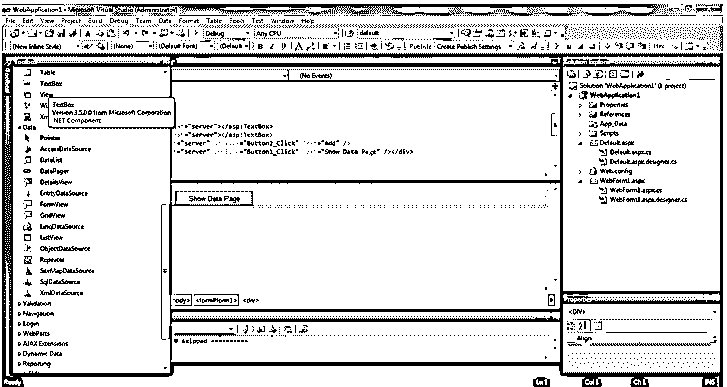 WebApplication1 - Microsoft Visual Studio (Administrator)
File Edit View Project Build Debug Team Data Format Table Tools Test Window Help
Debug Any CPU default
(New Inline Style) (None) (Default Font) (Default B I U A Publish: Create Publish Settings
Table
TextBox
View
TextBox
Version 3.5.0.0 from Microsoft Corporation
.NET Component
Data
Pointer
AccessDataSource
DataList
DataPager
DetailsView
EntityDataSource
FormView
GridView
LinqDataSource
ListView
ObjectDataSource
Repeater
SiteMapDataSource
SqlDataSource
XmlDataSource
Validation
Navigation
Login
WebParts
AJAX Extensions
Dynamic Data
Reporting
(No Events)
="server"></asp:TextBox>
="server"></asp:TextBox>
="server" ="Button1_Click" ="Show Data Page" /></div>
Show Data Page
<form#form1> <div>
skipped ----------
Solution 'WebApplication1' (1 project)
WebApplication1
Properties
References
App_Data
Scripts
Default.aspx
Default.aspx.cs
Default.aspx.designer.cs
Web.config
WebForm1.aspx
WebForm1.aspx.cs
WebForm1.aspx.designer.cs
Properties
<DIV>
Align
Ready Ln 1 Col 1 Ch 1 INS